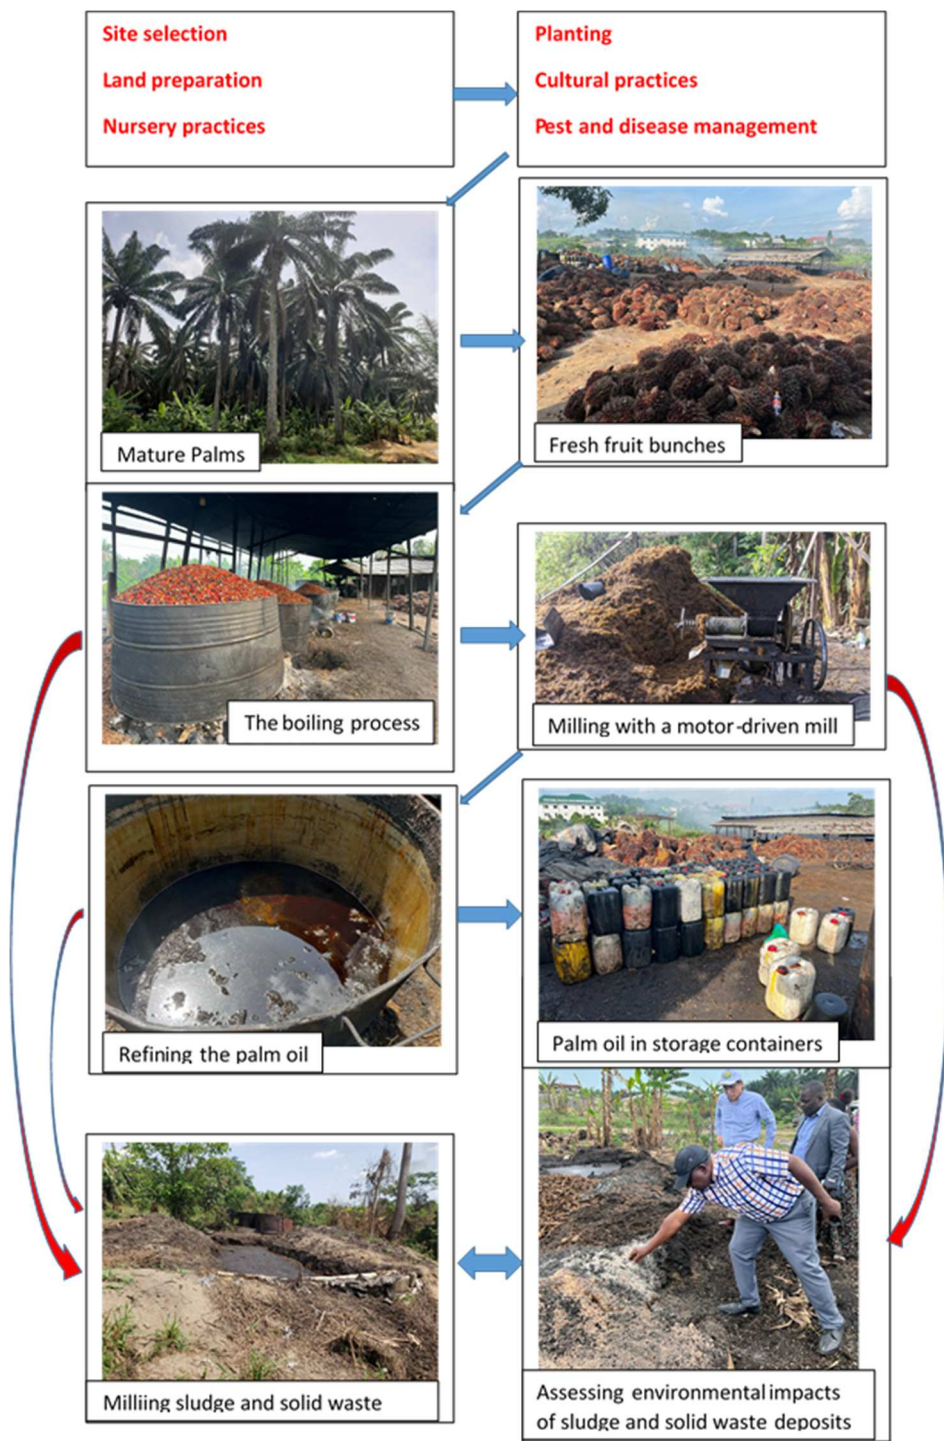 Site selection
Land preparation
Nursery practices
Planting
Cultural practices
Pest and disease management
Mature Palms
Fresh fruit bunches
The boiling process
Milling with a motor-driven mill
Refining the palm oil
Palm oil in storage containers
Milliing sludge and solid waste
Assessing environmental impacts
of sludge and solid waste deposits